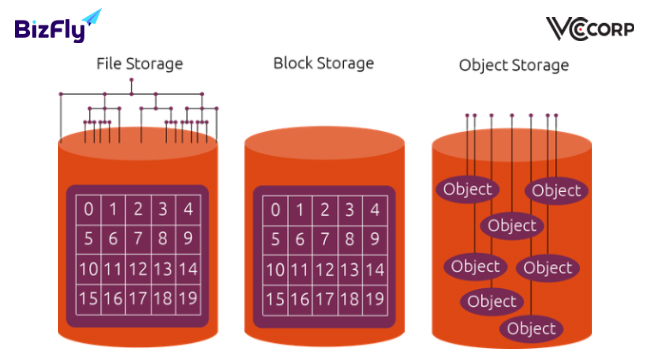 BizFly
VCCORP
File Storage
Block Storage
Object Storage
0 1 2 3 4
5 6 7 8 9
10 11 12 13 14
15 16 17 18 19
0 1 2 3 4
5 6 7 8 9
10 11 12 13 14
15 16 17 18 19
Object
Object
Object
Object
Object
Object
Object